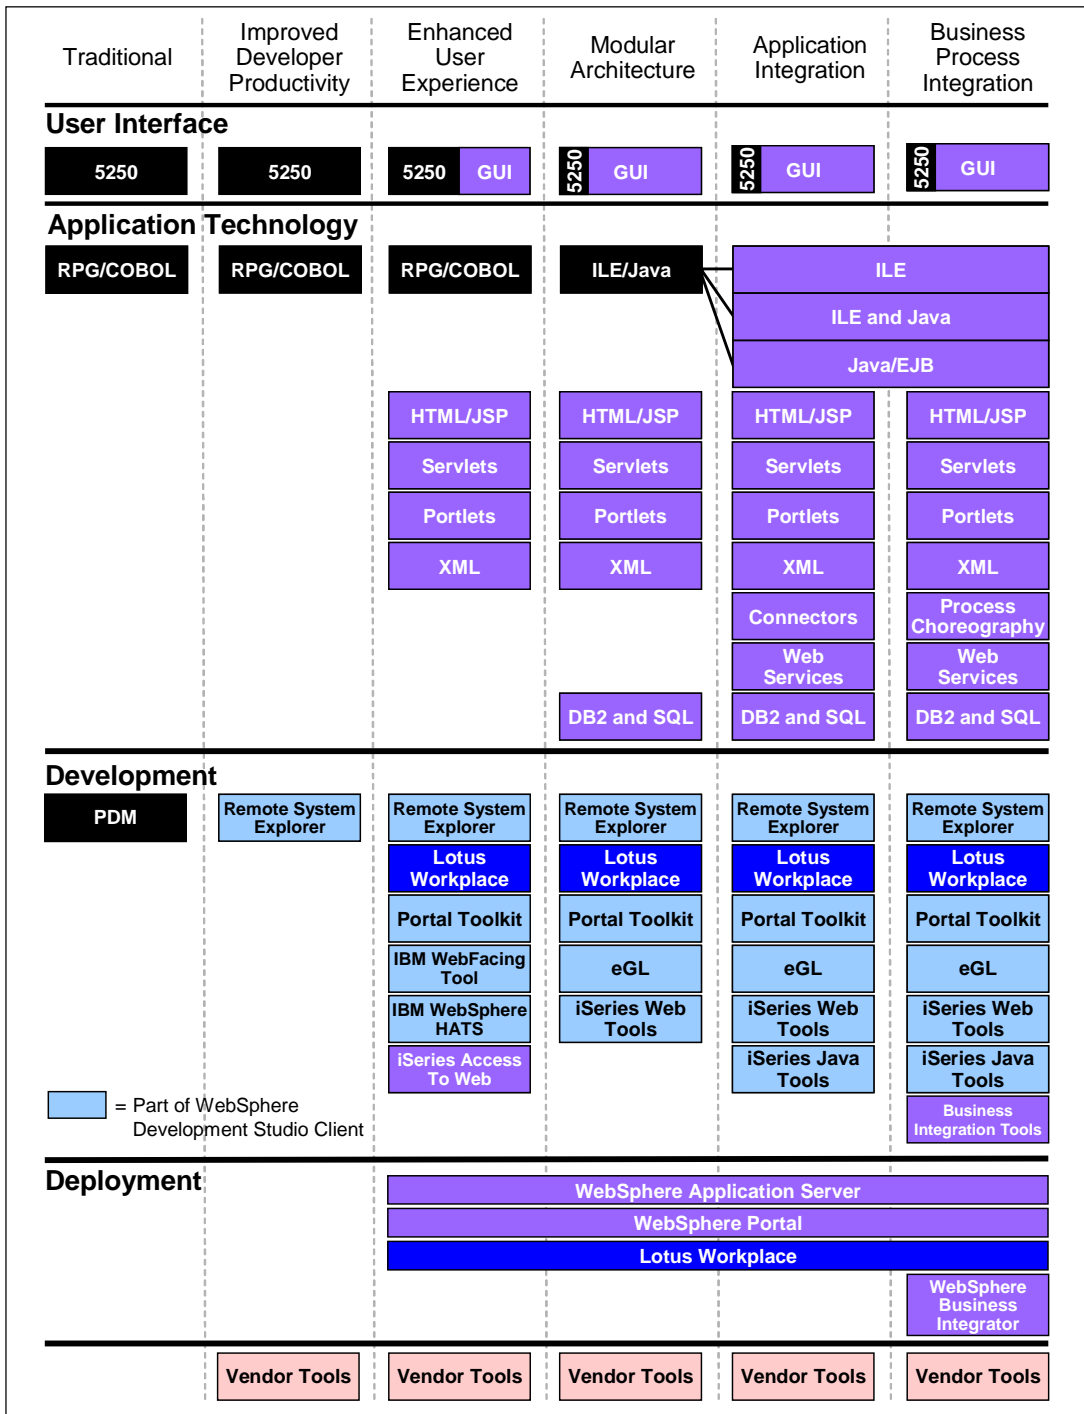 Traditional
Improved
Developer
Productivity
Enhanced
User
Experience
Modular
Architecture
Application
Integration
Business
Process
Integration
User Interface
5250
5250
5250 GUI
5250 GUI
5250 GUI
5250 GUI
Application Technology
RPG/COBOL
RPG/COBOL
RPG/COBOL
ILE/Java
ILE
ILE and Java
Java/EJB
HTML/JSP
HTML/JSP
HTML/JSP
HTML/JSP
Servlets
Servlets
Servlets
Servlets
Portlets
Portlets
Portlets
Portlets
XML
XML
XML
XML
Connectors
Process
Choreography
Web
Services
Web
Services
DB2 and SQL
DB2 and SQL
DB2 and SQL
Development
PDM
Remote System
Explorer
Remote System
Explorer
Remote System
Explorer
Remote System
Explorer
Remote System
Explorer
Lotus
Workplace
Lotus
Workplace
Lotus
Workplace
Lotus
Workplace
Portal Toolkit
Portal Toolkit
Portal Toolkit
Portal Toolkit
IBM WebFacing
Tool
eGL
eGL
eGL
IBM WebSphere
HATS
iSeries Web
Tools
iSeries Web
Tools
iSeries Web
Tools
iSeries Access
To Web
iSeries Java
Tools
iSeries Java
Tools
= Part of WebSphere
Development Studio Client
Business
Integration Tools
Deployment
WebSphere Application Server
WebSphere Portal
Lotus Workplace
WebSphere
Business
Integrator
Vendor Tools
Vendor Tools
Vendor Tools
Vendor Tools
Vendor Tools